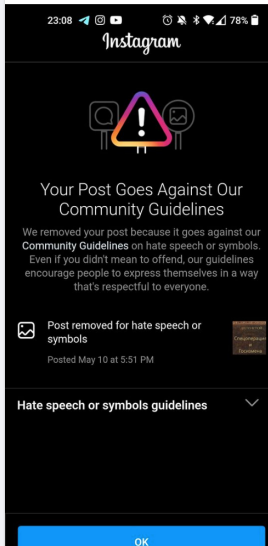 23:08
78%
Instagram
Your Post Goes Against Our
Community Guidelines
We removed your post because it goes against our
Community Guidelines on hate speech or symbols.
Even if you didn't mean to offend, our guidelines
encourage people to express themselves in a way
that's respectful to everyone.
Post removed for hate speech or
symbols
Posted May 10 at 5:51 PM
Hate speech or symbols guidelines
OK